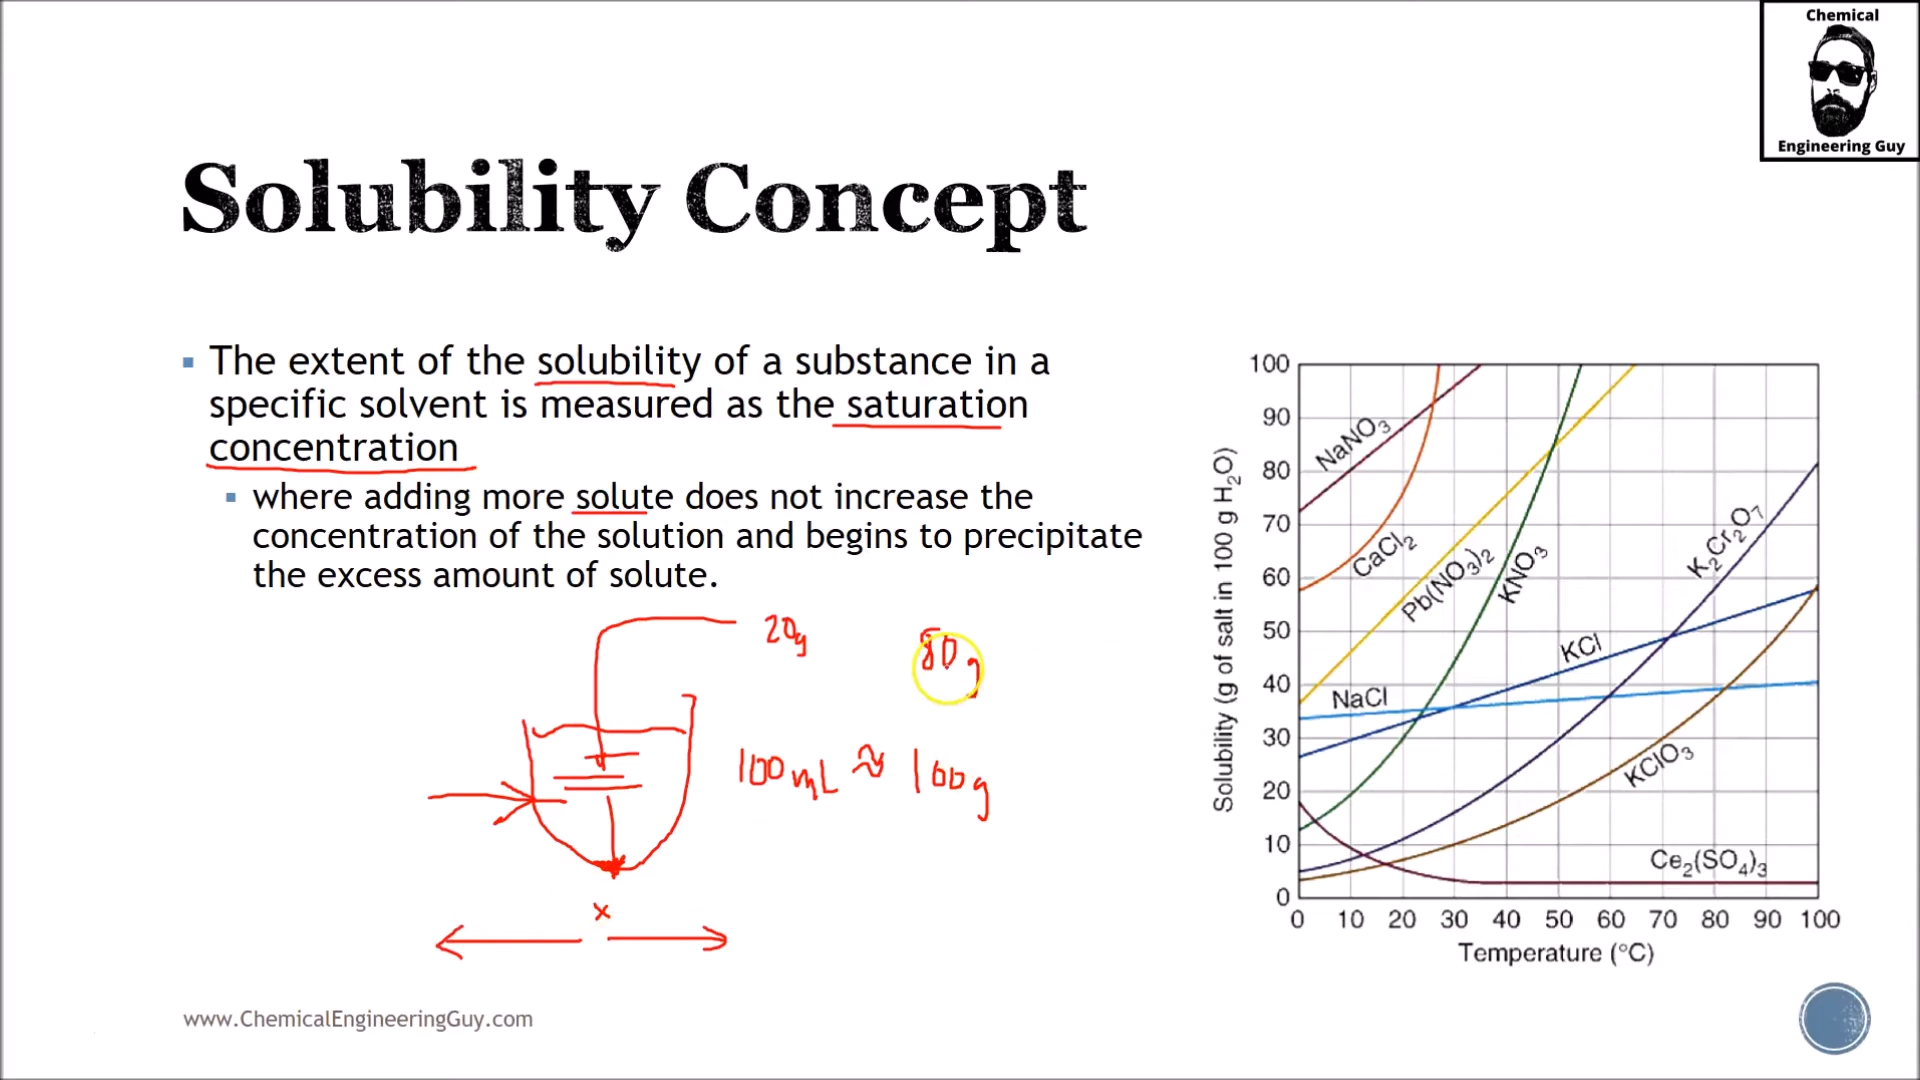 Chemical
Engineering Guy
Solubility Concept
The extent of the solubility of a substance in a
specific solvent is measured as the saturation
concentration
where adding more solute does not increase the
concentration of the solution and begins to precipitate
the excess amount of solute.
20g
80g
100mL ≈ 100g
x
Solubility (g of salt in 100 g H₂O)
100
90
80
70
60
50
40
30
20
10
0
NaNO₃
CaCl₂
Pb(NO₃)₂
KNO₃
K₂Cr₂O₇
KCl
NaCl
KClO₃
Ce₂(SO₄)₃
0 10 20 30 40 50 60 70 80 90 100
Temperature (°C)
www.ChemicalEngineeringGuy.com